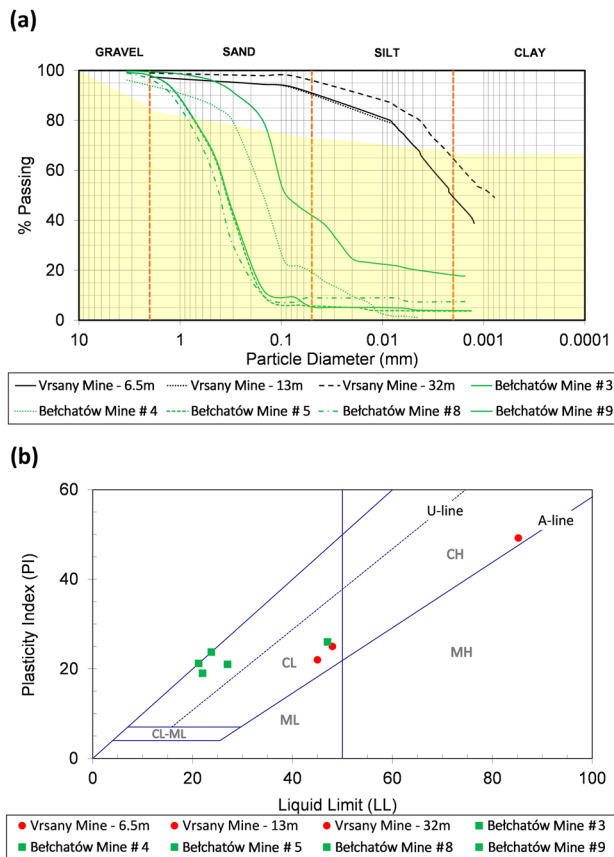 (a)
GRAVEL SAND SILT CLAY
100
80
60
40
20
0
% Passing
10 1 0.1 0.01 0.001 0.0001
Particle Diameter (mm)
Vrsany Mine - 6.5m Vrsany Mine - 13m Vrsany Mine - 32m Bełchatów Mine #3
Bełchatów Mine # 4 Bełchatów Mine # 5 Bełchatów Mine #8 Bełchatów Mine #9
(b)
60
40
20
0
Plasticity Index (PI)
U-line
A-line
CH
CL
MH
ML
CL-ML
0 20 40 60 80 100
Liquid Limit (LL)
Vrsany Mine - 6.5m Vrsany Mine - 13m Vrsany Mine - 32m Bełchatów Mine #3
Bełchatów Mine # 4 Bełchatów Mine # 5 Bełchatów Mine #8 Bełchatów Mine #9